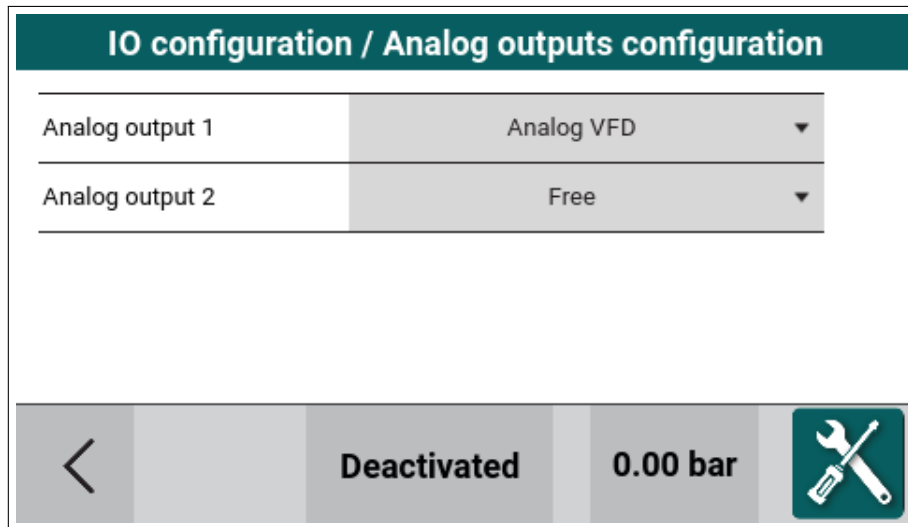 IO configuration / Analog outputs configuration
Analog output 1 Analog VFD
Analog output 2 Free
Deactivated 0.00 bar